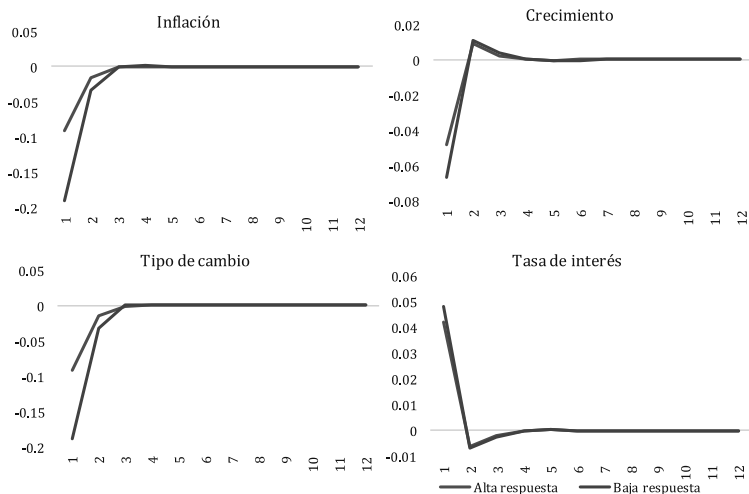 Inflación
0.05
0
-0.05
-0.1
-0.15
-0.2
1 2 3 4 5 6 7 8 9 10 11 12
Crecimiento
0.02
0
-0.02
-0.04
-0.06
-0.08
1 2 3 4 5 6 7 8 9 10 11 12
Tipo de cambio
0.05
0
-0.05
-0.1
-0.15
-0.2
1 2 3 4 5 6 7 8 9 10 11 12
Tasa de interés
0.06
0.05
0.04
0.03
0.02
0.01
0
-0.01
1 2 3 4 5 6 7 8 9 10 11 12
Alta respuesta Baja respuesta